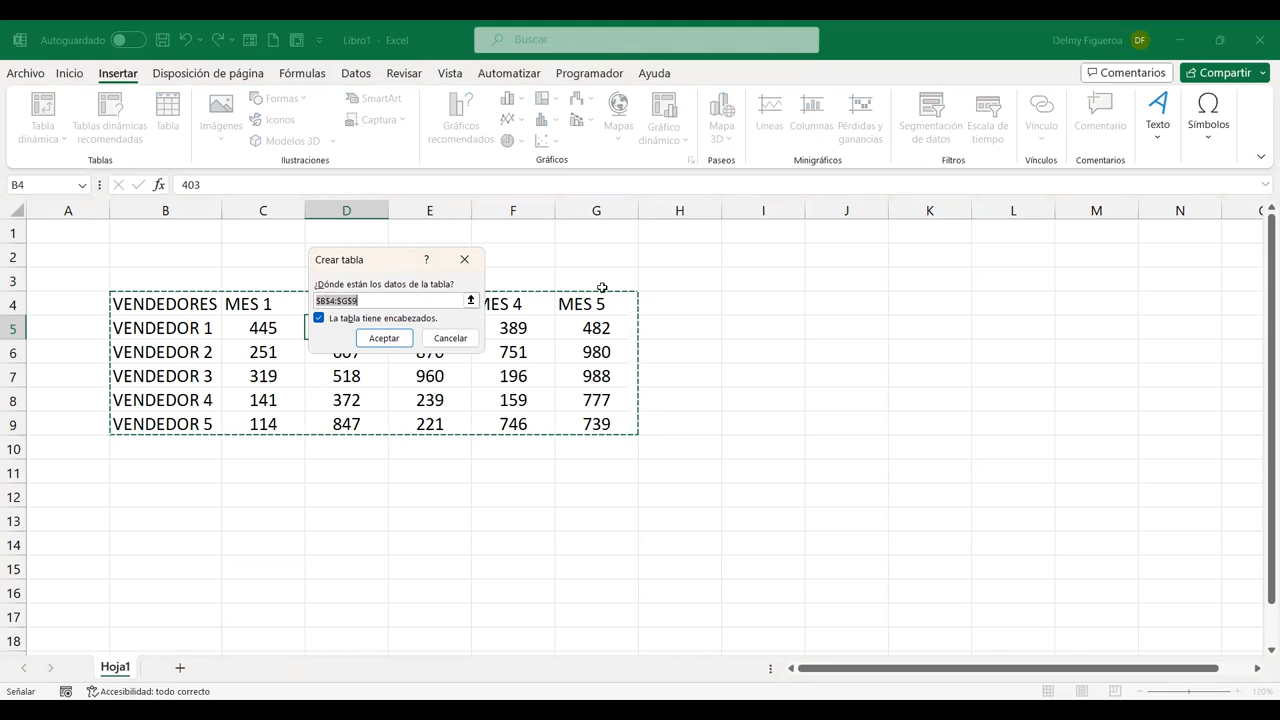 Autoguardado Libro1 - Excel Buscar Delmy Figueroa DF
Archivo Inicio Insertar Disposición de página Fórmulas Datos Revisar Vista Automatizar Programador Ayuda Comentarios Compartir
Tabla dinámica
Tablas dinámicas recomendadas
Tabla
Tablas
Imágenes
Formas
Iconos
Modelos 3D
SmartArt
Captura
Ilustraciones
Gráficos recomendados
Mapas
Gráfico dinámico
Gráficos
Mapa 3D
Paseos
Líneas
Columnas
Pérdidas y ganancias
Minigráficos
Segmentación de datos
Escala de tiempo
Filtros
Vínculo
Vínculos
Comentario
Comentarios
Texto
Símbolos
B4 fx 403
A B C D E F G H I J K L M N
1
2
3
Crear tabla ?
¿Dónde están los datos de la tabla?
$B$4:$G$9
La tabla tiene encabezados.
Aceptar Cancelar
4 VENDEDORES MES 1 MES 4 MES 5
5 VENDEDOR 1 445 389 482
6 VENDEDOR 2 251 751 980
7 VENDEDOR 3 319 518 960 196 988
8 VENDEDOR 4 141 372 239 159 777
9 VENDEDOR 5 114 847 221 746 739
10
11
12
13
14
15
16
17
18
Hoja1
Señalar Accesibilidad: todo correcto 120%